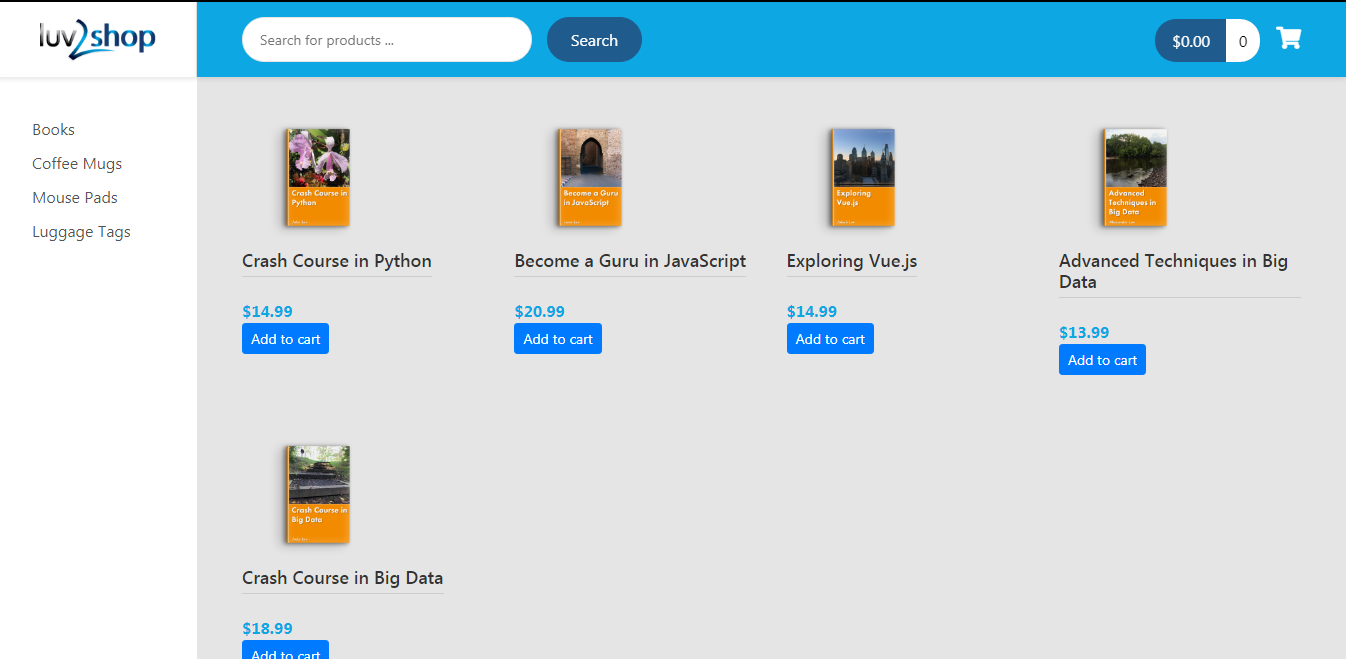 luv2shop
Search for products ...
Search
$0.00
0
Books
Coffee Mugs
Mouse Pads
Luggage Tags
Crash Course in
Python
Become a Guru
in JavaScript
Exploring
Vue.js
Advanced
Techniques in
Big Data
Crash Course in Python
Become a Guru in JavaScript
Exploring Vue.js
Advanced Techniques in Big
Data
$14.99
Add to cart
$20.99
Add to cart
$14.99
Add to cart
$13.99
Add to cart
Crash Course in
Big Data
Crash Course in Big Data
$18.99
Add to cart